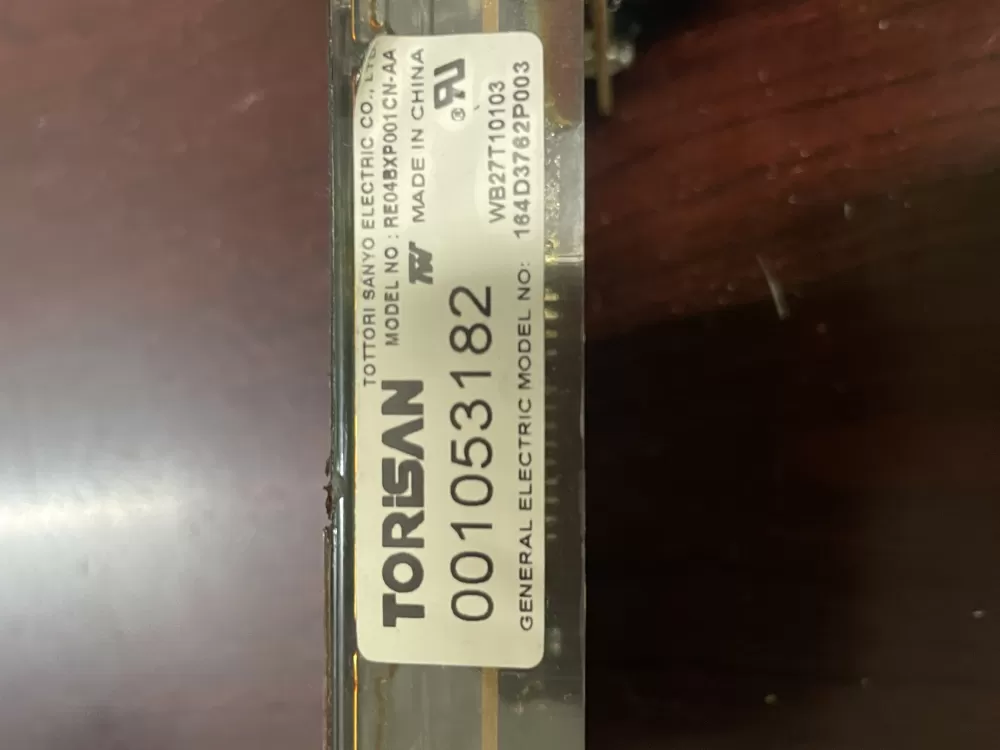 TOTTORI SANYO ELECTRIC CO., LTD
TORiSAN MODEL NO : RE04BXP001CN-AA
MADE IN CHINA
0010533182
WB27T10103
GENERAL ELECTRIC MODEL NO: 164D3762P003